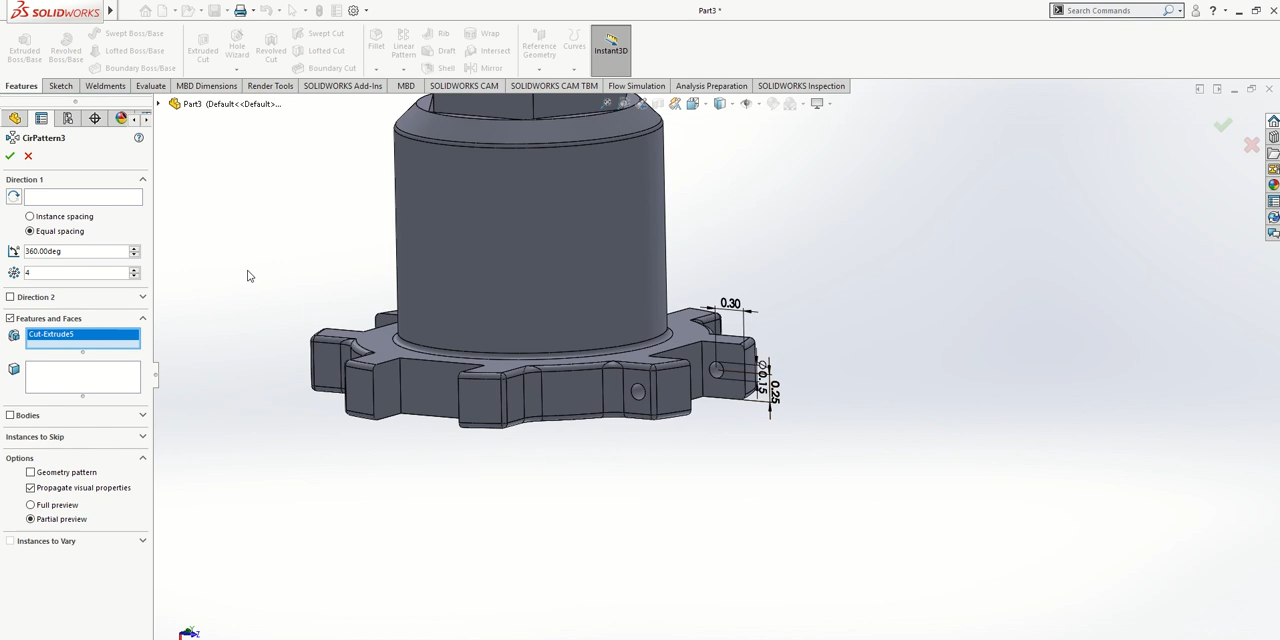 SOLIDWORKS
Part3 *
Search Commands
Extruded Boss/Base
Revolved Boss/Base
Swept Boss/Base
Lofted Boss/Base
Boundary Boss/Base
Extruded Cut
Hole Wizard
Revolved Cut
Swept Cut
Lofted Cut
Boundary Cut
Fillet
Linear Pattern
Rib
Draft
Shell
Wrap
Intersect
Mirror
Reference Geometry
Curves
Instant3D
Features
Sketch
Weldments
Evaluate
MBD Dimensions
Render Tools
SOLIDWORKS Add-Ins
MBD
SOLIDWORKS CAM
SOLIDWORKS CAM TBM
Flow Simulation
Analysis Preparation
SOLIDWORKS Inspection
Part3 (Default<<Default>...
CirPattern3
Direction 1
Instance spacing
Equal spacing
360.00deg
4
Direction 2
Features and Faces
Cut-Extrude5
Bodies
Instances to Skip
Options
Geometry pattern
Propagate visual properties
Full preview
Partial preview
Instances to Vary
0.30
∅0.15
0.25